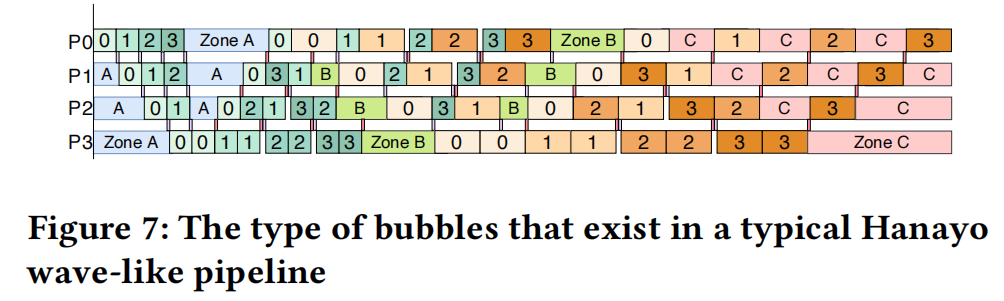 P0 0 1 2 3 Zone A 0 0 1 1 2 2 3 3 Zone B 0 C 1 C 2 C 3
P1 A 0 1 2 A 0 3 1 B 0 2 1 3 2 B 0 3 1 C 2 C 3 C
P2 A 0 1 A 0 2 1 3 2 B 0 3 1 B 0 2 1 3 2 C 3 C
P3 Zone A 0 0 1 1 2 2 3 3 Zone B 0 0 1 1 2 2 3 3 Zone C
Figure 7: The type of bubbles that exist in a typical Hanayo
wave-like pipeline